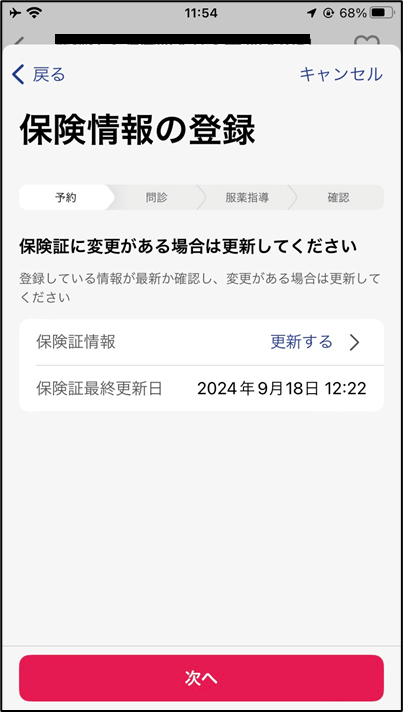 11:54
68%
戻る
キャンセル
保険情報の登録
予約
問診
服薬指導
確認
保険証に変更がある場合は更新してください
登録している情報が最新か確認し、変更がある場合は更新して
ください
保険証情報 更新する
保険証最終更新日 2024年9月18日 12:22
次へ